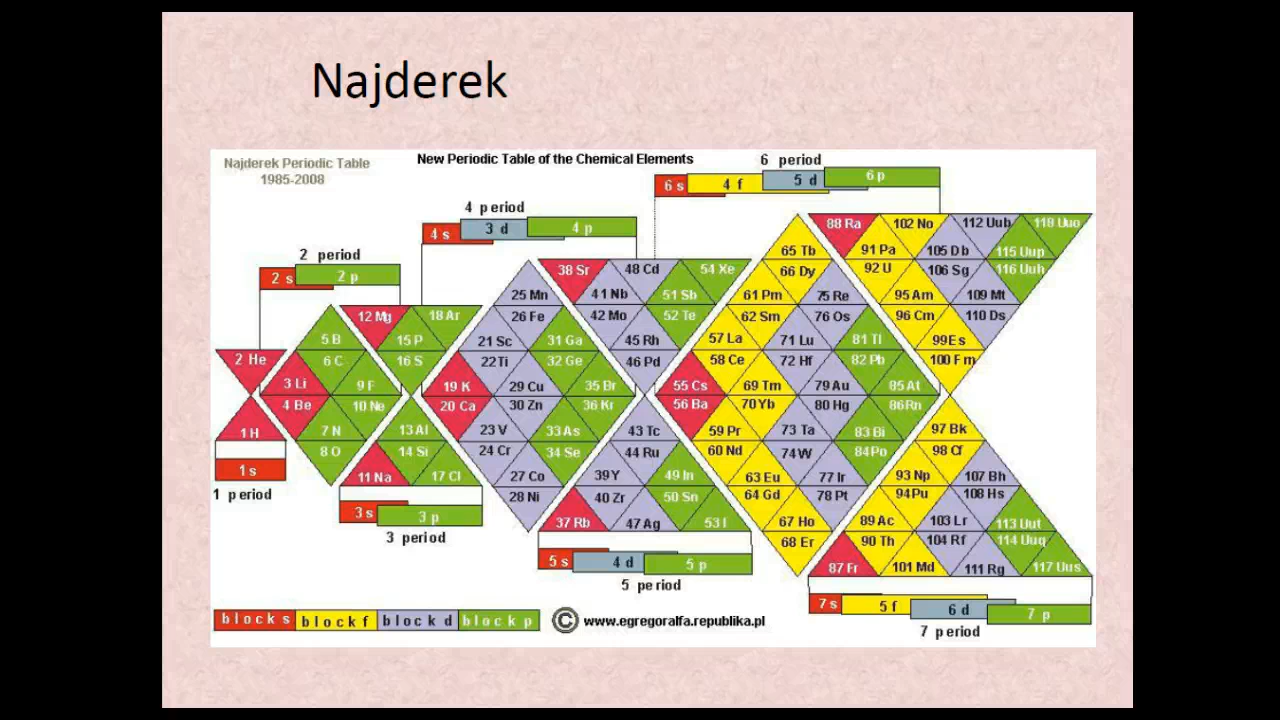 Najderek
Najderek Periodic Table
1985-2008
New Periodic Table of the Chemical Elements
6 period
6 s 4 f 5 d 6 p
4 period
4 s 3 d 4 p
2 period
2 s 2 p
65 Tb 88 Ra 102 No 112 Uub 118 Uuo
91 Pa 105 Db 115 Uup
38 Sr 48 Cd 54 Xe 66 Dy 92 U 106 Sg 116 Uuh
25 Mn 41 Nb 51 Sb 61 Pm 75 Re 95 Am 109 Mt
12 Mg 18 Ar 26 Fe 42 Mo 52 Te 62 Sm 76 Os 96 Cm 110 Ds
5 B 15 P 21 Sc 31 Ga 45 Rh 57 La 71 Lu 81 Tl 99 Es
2 He 6 C 16 S 22 Ti 32 Ge 46 Pd 58 Ce 72 Hf 82 Pb 100 Fm
3 Li 9 F 19 K 29 Cu 35 Br 55 Cs 69 Tm 79 Au 85 At
4 Be 10 Ne 20 Ca 30 Zn 36 Kr 56 Ba 70 Yb 80 Hg 86 Rn
1 H 7 N 13 Al 23 V 33 As 43 Tc 59 Pr 73 Ta 83 Bi 97 Bk
8 O 14 Si 24 Cr 34 Se 44 Ru 60 Nd 74 W 84 Po 98 Cf
11 Na 17 Cl 27 Co 39 Y 49 In 63 Eu 77 Ir 93 Np 107 Bh
28 Ni 40 Zr 50 Sn 64 Gd 78 Pt 94 Pu 108 Hs
37 Rb 47 Ag 53 I 67 Ho 89 Ac 103 Lr 113 Uut
68 Er 90 Th 104 Rf 114 Uuq
87 Fr 101 Md 111 Rg 117 Uus
1 s
1 period
3 s 3 p
3 period
5 s 4 d 5 p
5 period
7 s 5 f 6 d 7 p
7 period
block s block f block d block p
© www.egregoralfa.republika.pl